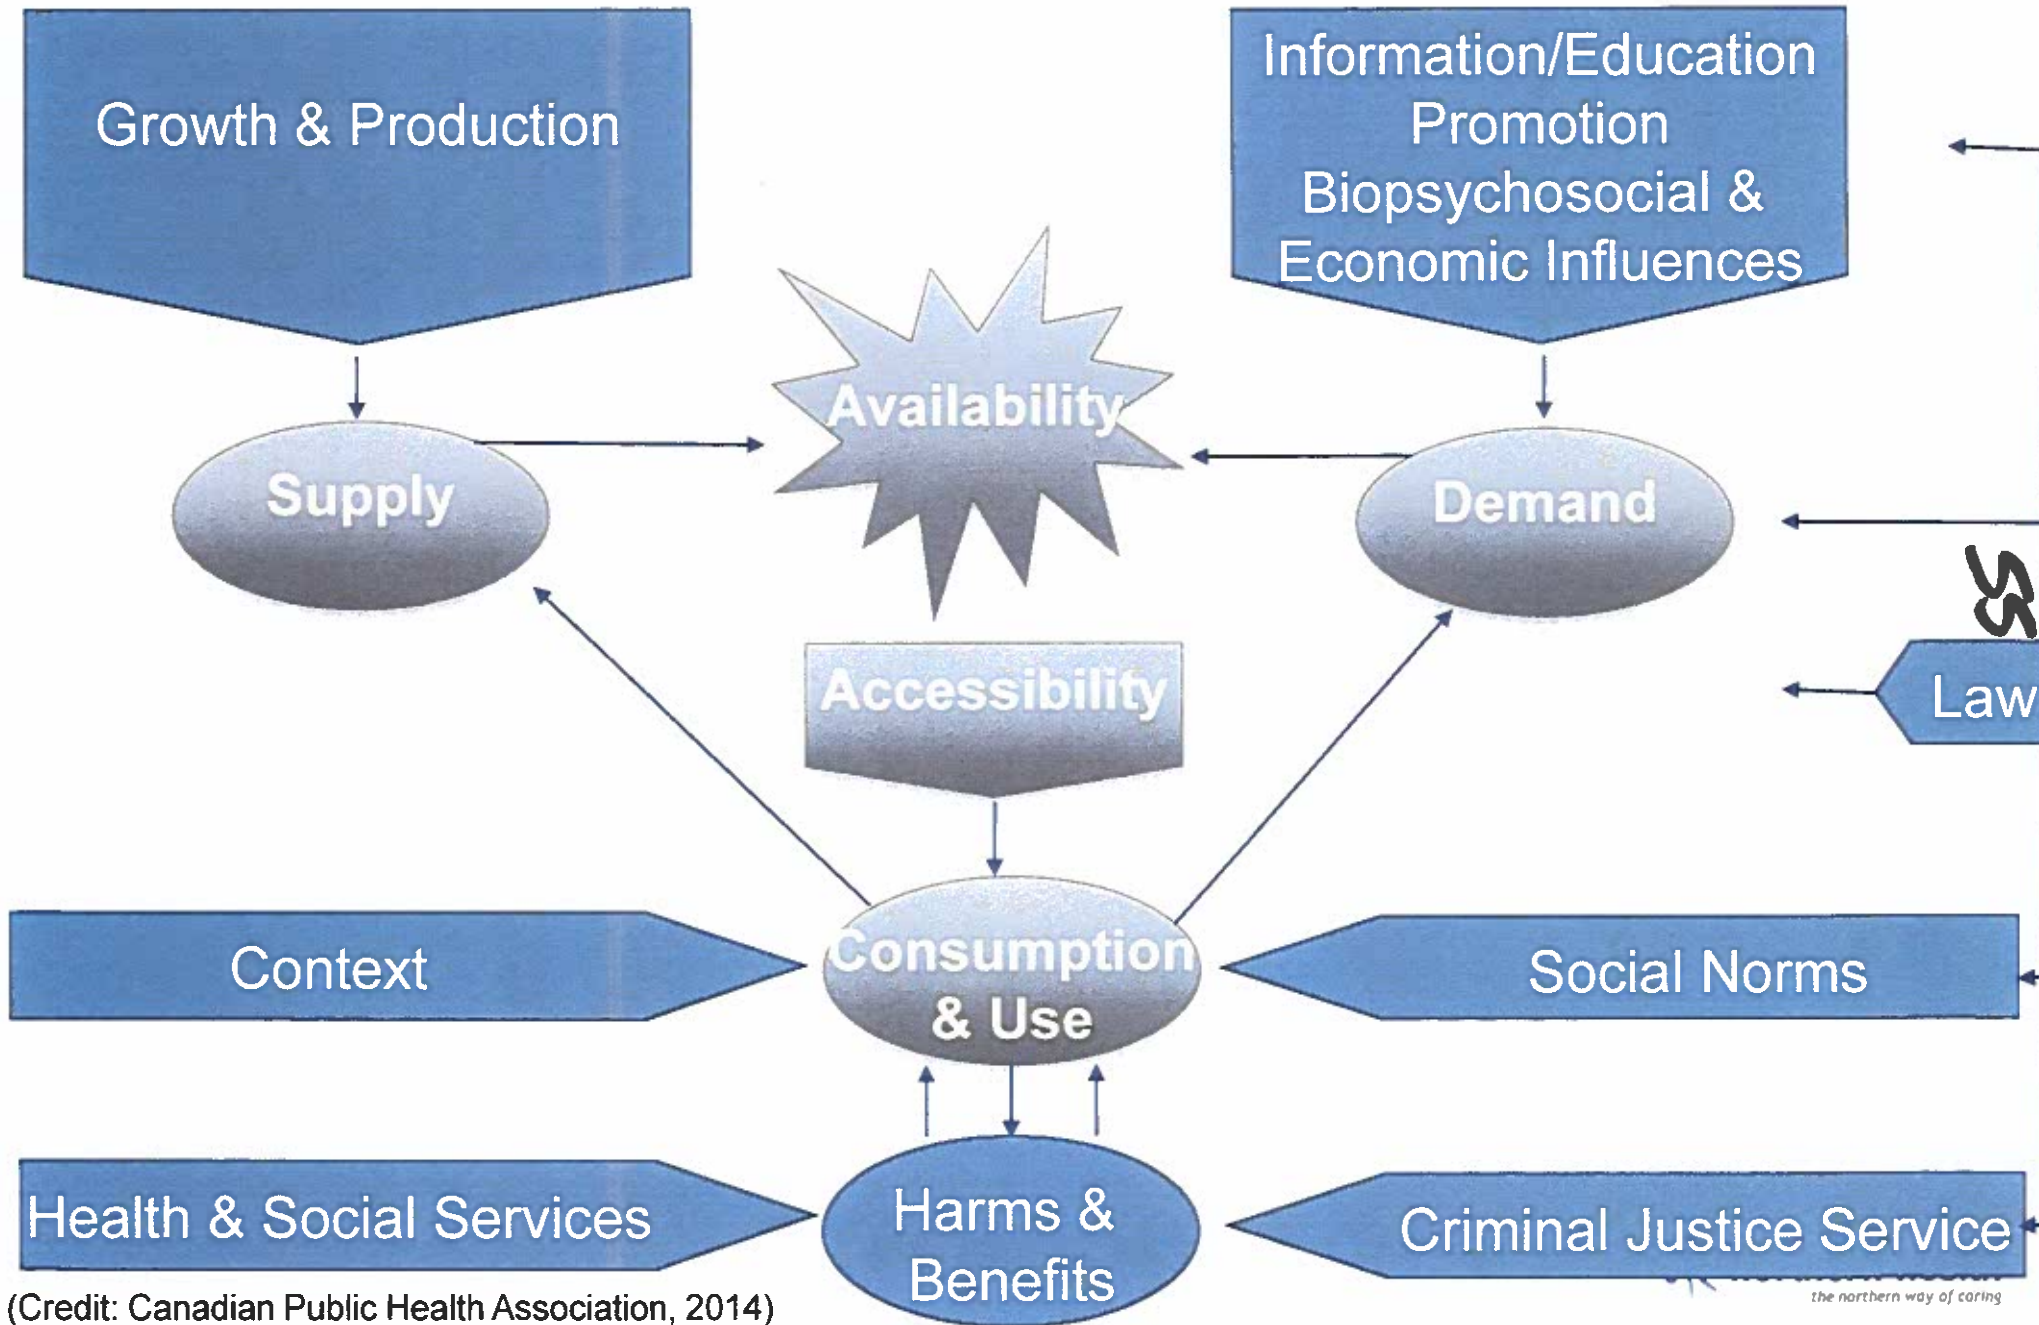 Growth & Production
Information/Education
Promotion
Biopsychosocial &
Economic Influences
Availability
Supply
Demand
55
Accessibility
Law
Context
Consumption
& Use
Social Norms
Health & Social Services
Harms &
Benefits
Criminal Justice Service
the northern way of caring
(Credit: Canadian Public Health Association, 2014)